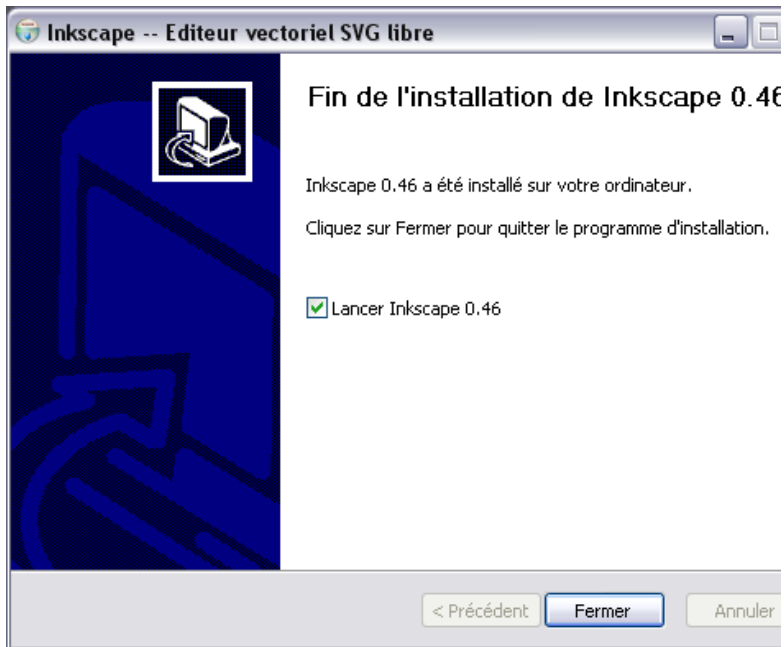 Inkscape -- Editeur vectoriel SVG libre
Fin de l'installation de Inkscape 0.46
Inkscape 0.46 a été installé sur votre ordinateur.
Cliquez sur Fermer pour quitter le programme d'installation.
Lancer Inkscape 0.46
< Précédent
Fermer
Annuler